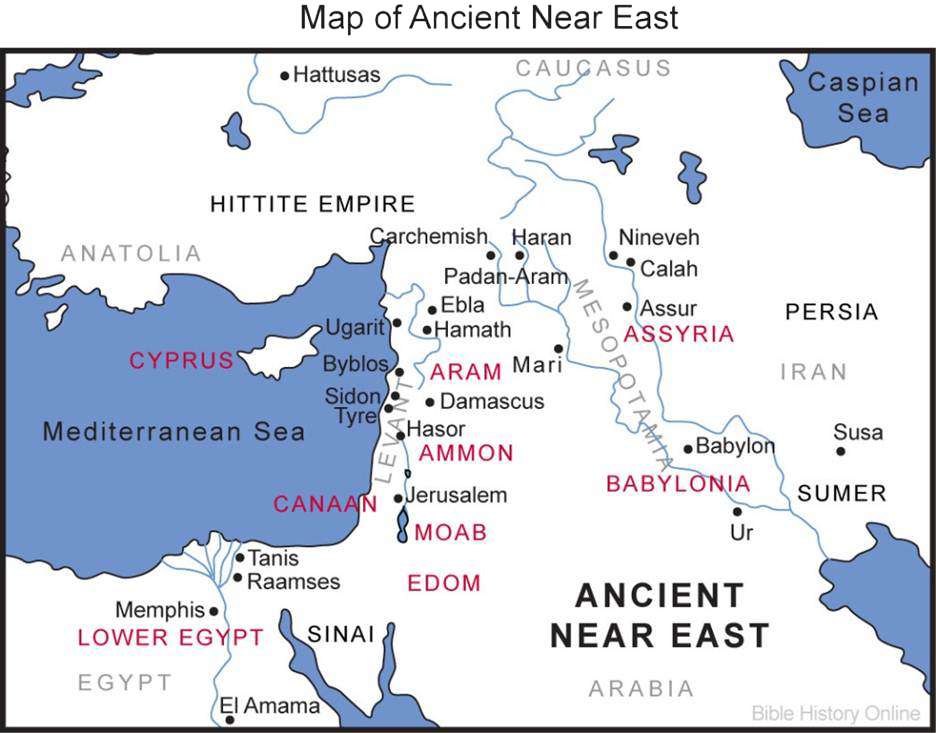 Map of Ancient Near East
CAUCASUS
Hattusas
Caspian
Sea
HITTITE EMPIRE
Carchemish
Haran
Nineveh
ANATOLIA
Calah
Padan-Aram
Ebla
MESOPOTAMIA
Assur
PERSIA
Ugarit
Hamath
ASSYRIA
CYPRUS
Byblos
ARAM
Mari
IRAN
Sidon
Damascus
Tyre
LEVANT
Mediterranean Sea
Hasor
Babylon
Susa
AMMON
BABYLONIA
SUMER
CANAAN
Jerusalem
MOAB
Ur
Tanis
Raamses
EDOM
ANCIENT
NEAR EAST
Memphis
LOWER EGYPT
SINAI
EGYPT
ARABIA
El Amama
Bible History Online